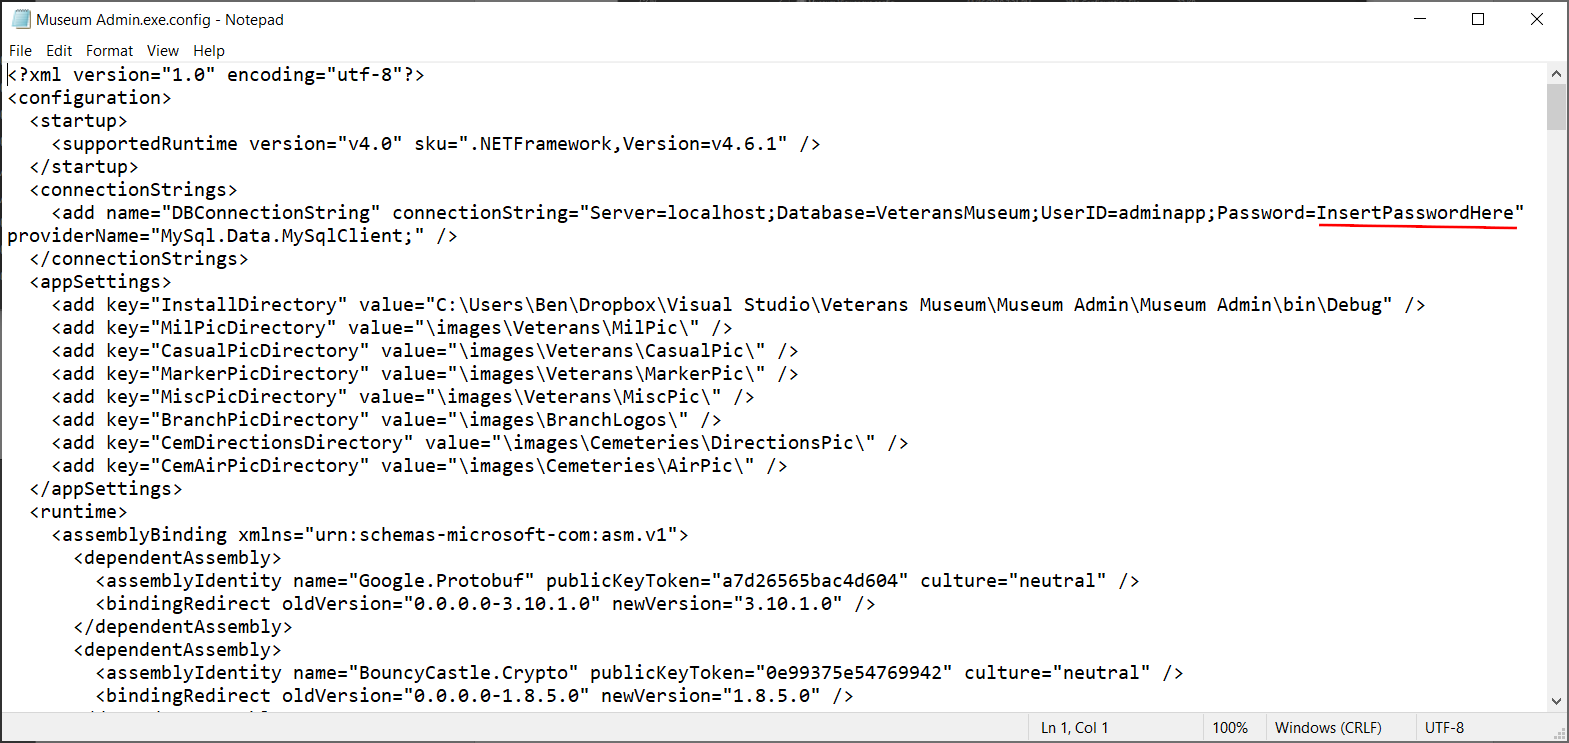 Museum Admin.exe.config - Notepad
File Edit Format View Help
<?xml version="1.0" encoding="utf-8"?>
<configuration>
  <startup>
    <supportedRuntime version="v4.0" sku=".NETFramework,Version=v4.6.1" />
  </startup>
  <connectionStrings>
    <add name="DBConnectionString" connectionString="Server=localhost;Database=VeteransMuseum;UserID=adminapp;Password=InsertPasswordHere"
providerName="MySql.Data.MySqlClient;" />
  </connectionStrings>
  <appSettings>
    <add key="InstallDirectory" value="C:\Users\Ben\Dropbox\Visual Studio\Veterans Museum\Museum Admin\Museum Admin\bin\Debug" />
    <add key="MilPicDirectory" value="\images\Veterans\MilPic\" />
    <add key="CasualPicDirectory" value="\images\Veterans\CasualPic\" />
    <add key="MarkerPicDirectory" value="\images\Veterans\MarkerPic\" />
    <add key="MiscPicDirectory" value="\images\Veterans\MiscPic\" />
    <add key="BranchPicDirectory" value="\images\BranchLogos\" />
    <add key="CemDirectionsDirectory" value="\images\Cemeteries\DirectionsPic\" />
    <add key="CemAirPicDirectory" value="\images\Cemeteries\AirPic\" />
  </appSettings>
  <runtime>
    <assemblyBinding xmlns="urn:schemas-microsoft-com:asm.v1">
      <dependentAssembly>
        <assemblyIdentity name="Google.Protobuf" publicKeyToken="a7d26565bac4d604" culture="neutral" />
        <bindingRedirect oldVersion="0.0.0.0-3.10.1.0" newVersion="3.10.1.0" />
      </dependentAssembly>
      <dependentAssembly>
        <assemblyIdentity name="BouncyCastle.Crypto" publicKeyToken="0e99375e54769942" culture="neutral" />
        <bindingRedirect oldVersion="0.0.0.0-1.8.5.0" newVersion="1.8.5.0" />
Ln 1, Col 1 100% Windows (CRLF) UTF-8